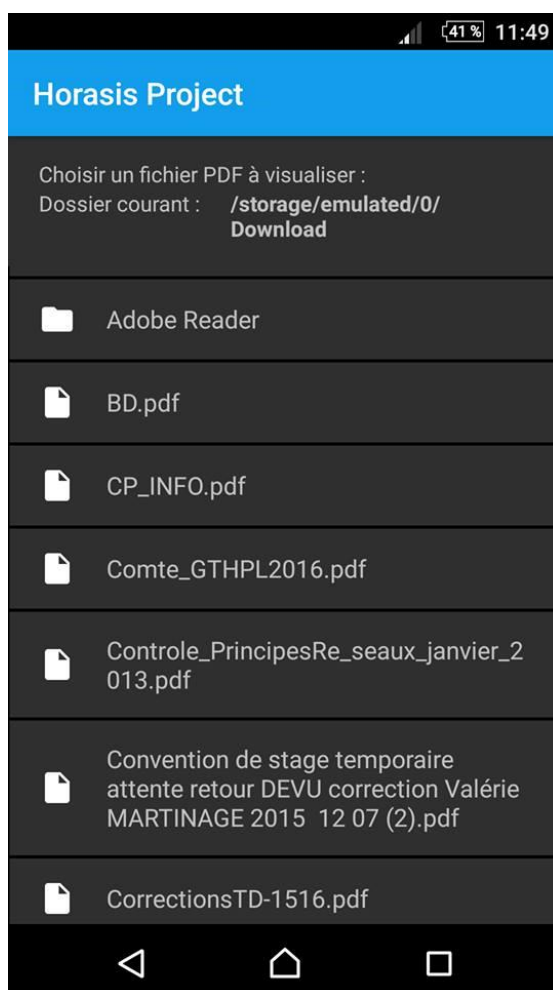 41 % 11:49
Horasis Project
Choisir un fichier PDF à visualiser :
Dossier courant : /storage/emulated/0/
Download
Adobe Reader
BD.pdf
CP_INFO.pdf
Comte_GTHPL2016.pdf
Controle_PrincipesRe_seaux_janvier_2
013.pdf
Convention de stage temporaire
attente retour DEVU correction Valérie
MARTINAGE 2015  12 07 (2).pdf
CorrectionsTD-1516.pdf